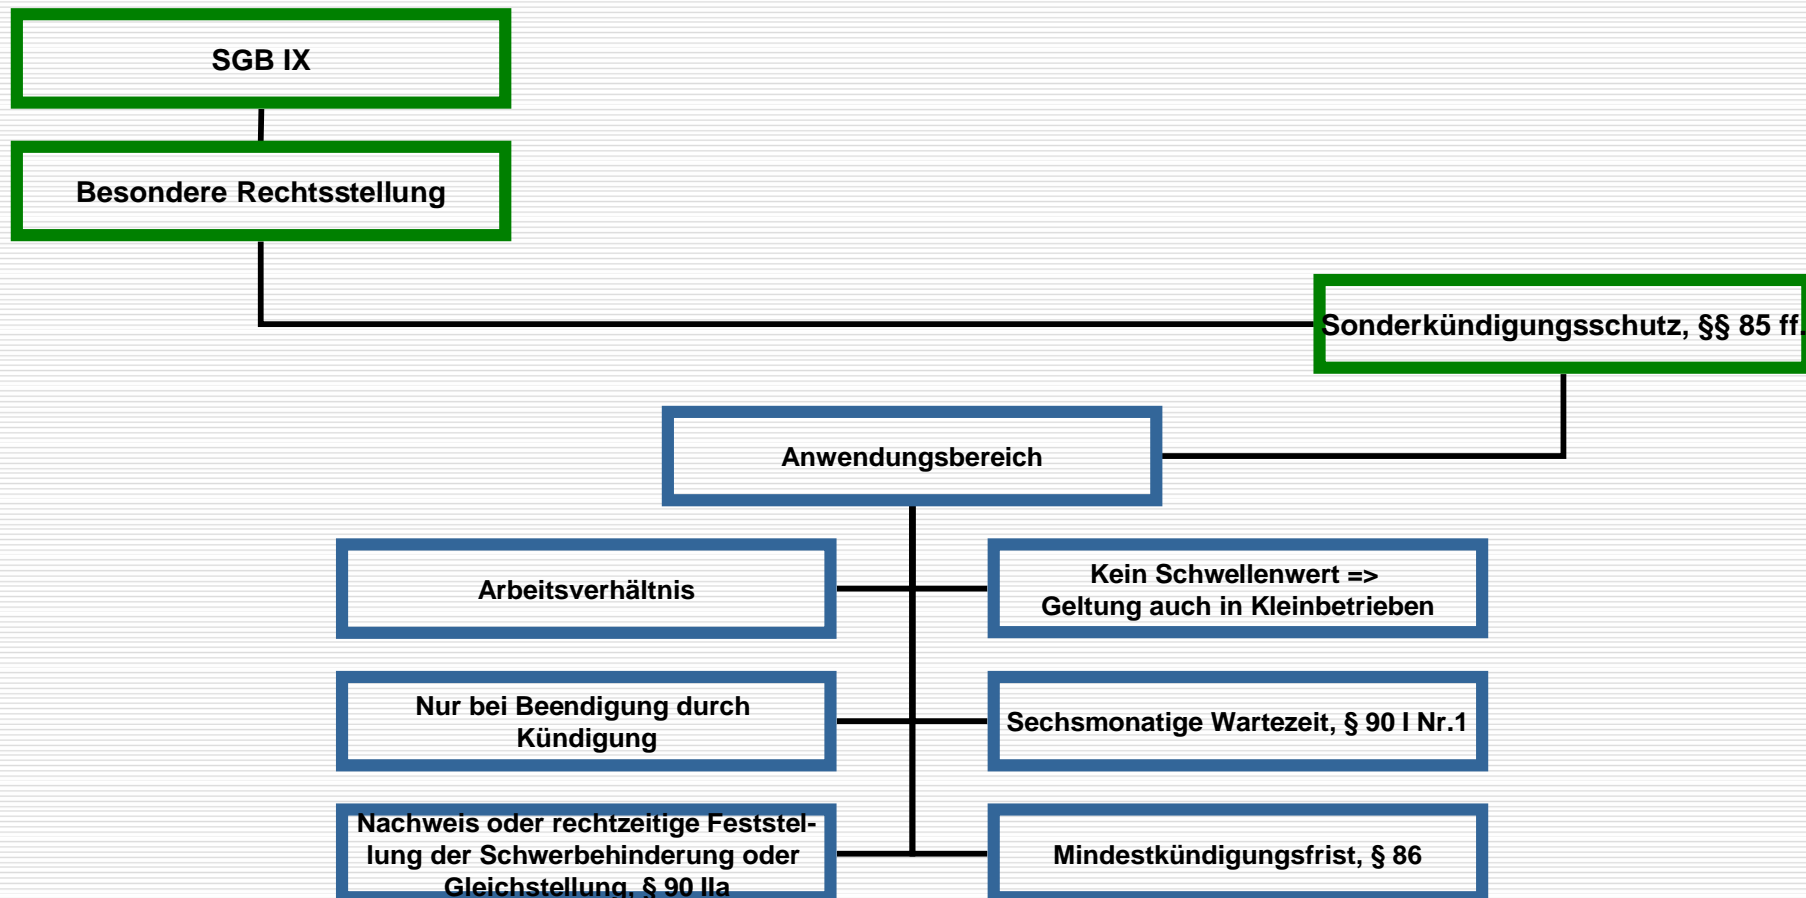 SGB IX
Besondere Rechtsstellung
Sonderkündigungsschutz, §§ 85 ff.
Anwendungsbereich
Arbeitsverhältnis
Kein Schwellenwert =>
Geltung auch in Kleinbetrieben
Nur bei Beendigung durch
Kündigung
Sechsmonatige Wartezeit, § 90 I Nr.1
Nachweis oder rechtzeitige Feststel-
lung der Schwerbehinderung oder
Gleichstellung, § 90 IIa
Mindestkündigungsfrist, § 86